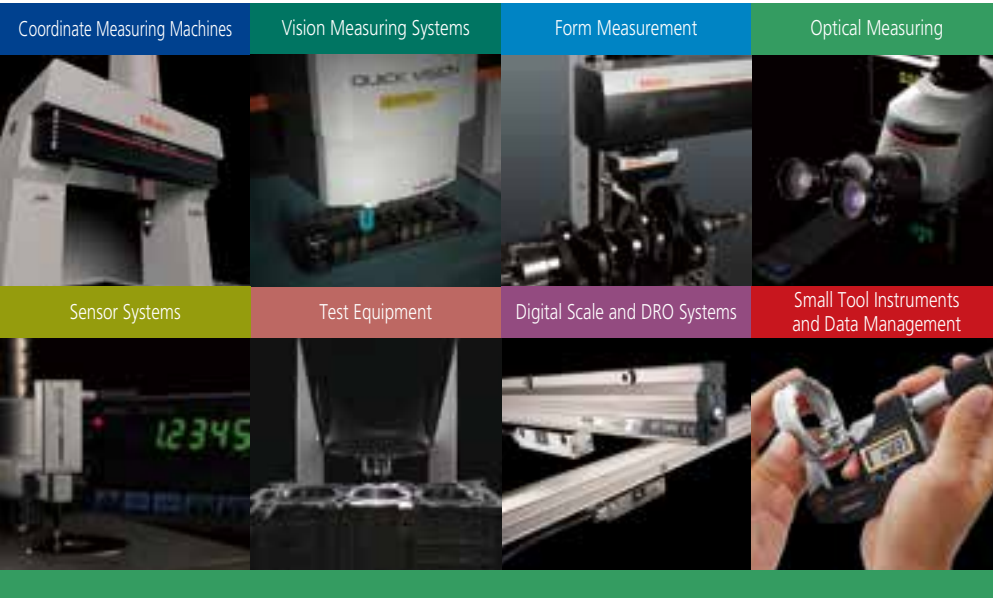 Coordinate Measuring Machines
Vision Measuring Systems
Form Measurement
Optical Measuring
QUICK VISION
Sensor Systems
Test Equipment
Digital Scale and DRO Systems
Small Tool Instruments
and Data Management
12345